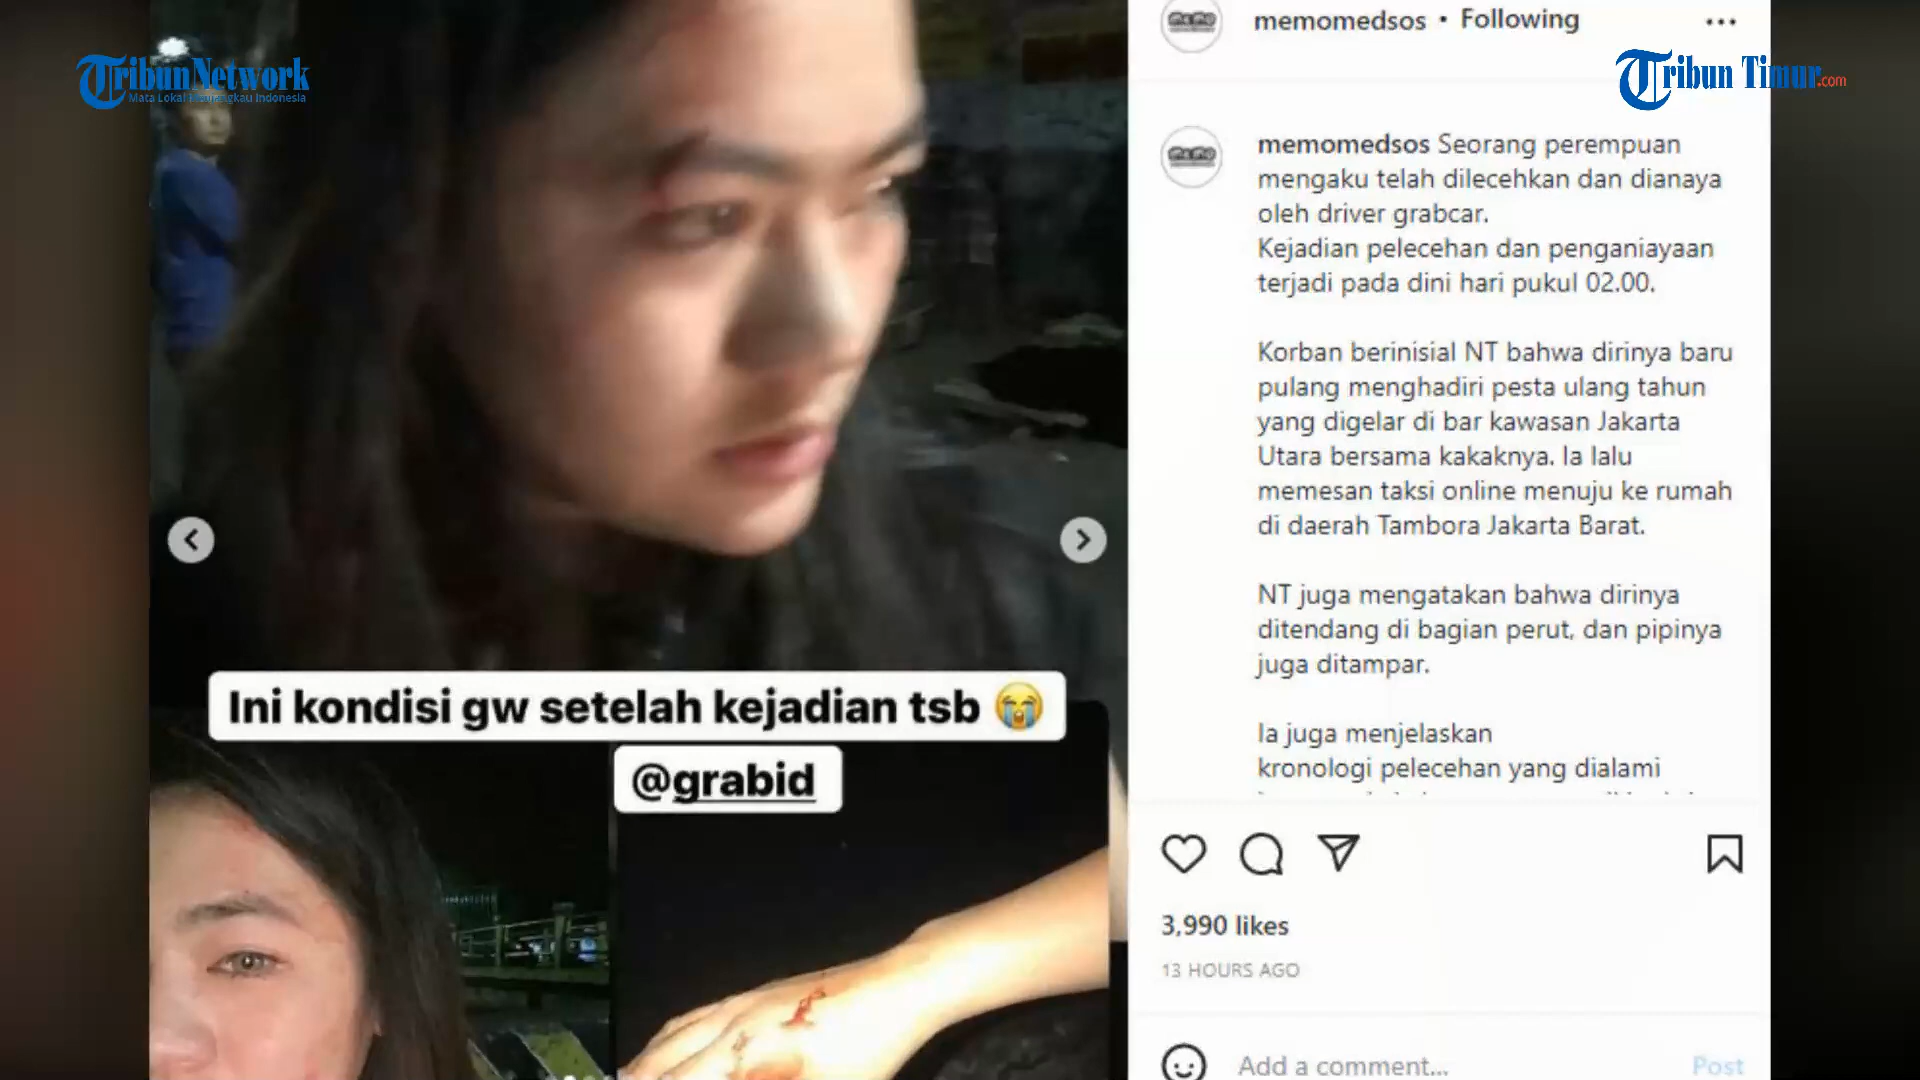 TribunNetwork
Mata Lokal Menjangkau Indonesia
memomedsos • Following
Tribun Timur.com
memomedsos Seorang perempuan
mengaku telah dilecehkan dan dianaya
oleh driver grabcar.
Kejadian pelecehan dan penganiayaan
terjadi pada dini hari pukul 02.00.
Korban berinisial NT bahwa dirinya baru
pulang menghadiri pesta ulang tahun
yang digelar di bar kawasan Jakarta
Utara bersama kakaknya. Ia lalu
memesan taksi online menuju ke rumah
di daerah Tambora Jakarta Barat.
NT juga mengatakan bahwa dirinya
ditendang di bagian perut, dan pipinya
juga ditampar.
Ia juga menjelaskan
kronologi pelecehan yang dialami
Ini kondisi gw setelah kejadian tsb 😭
@grabid
3,990 likes
13 HOURS AGO
Add a comment...
Post